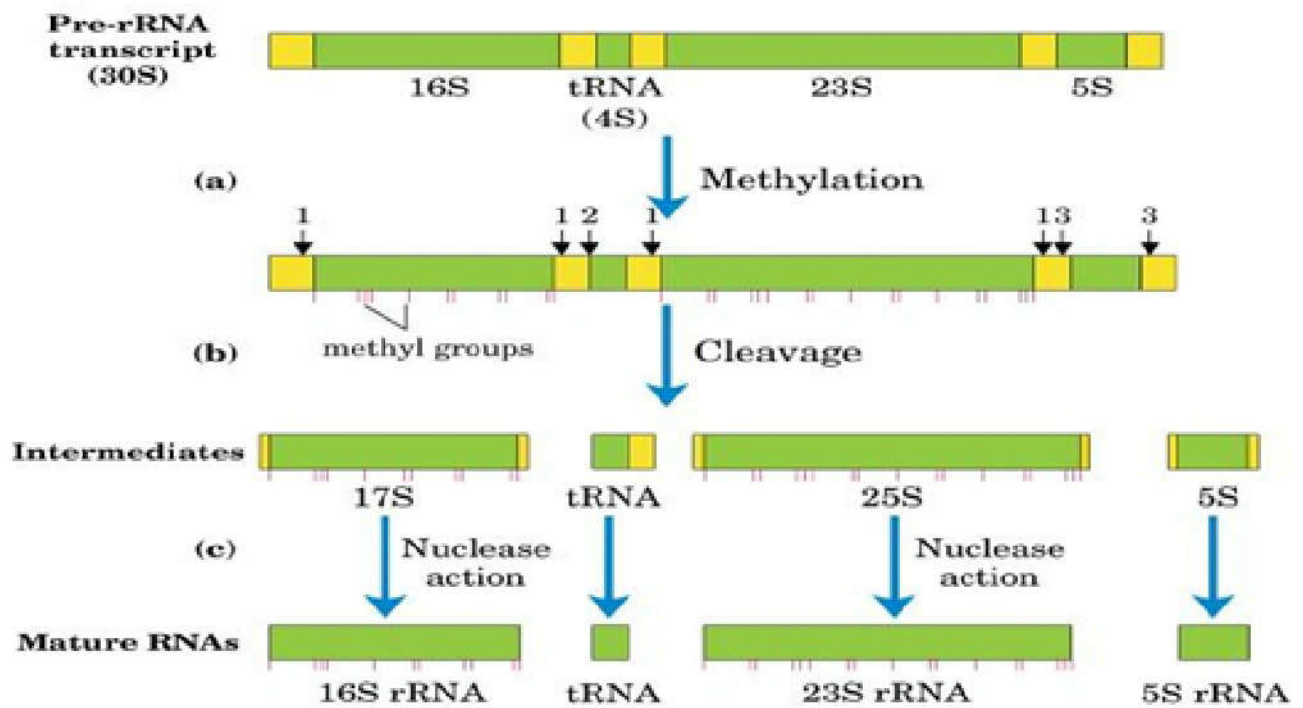 Pre-rRNA
transcript
(30S)
16S
tRNA
(4S)
23S
5S
(a)
Methylation
1
1 2
1
1 3
3
methyl groups
(b)
Cleavage
Intermediates
17S
tRNA
25S
5S
(c)
Nuclease
action
Nuclease
action
Mature RNAs
16S rRNA
tRNA
23S rRNA
5S rRNA